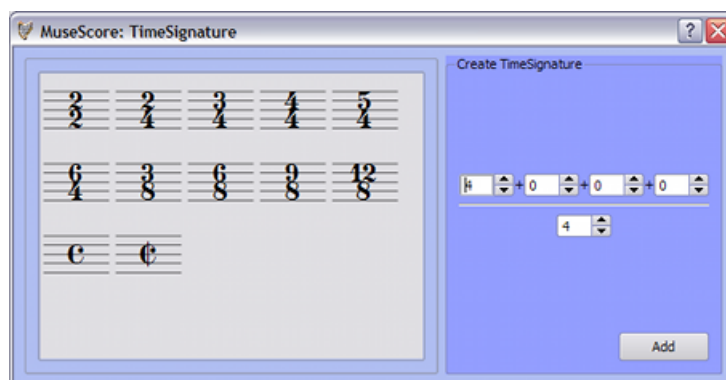 MuseScore: TimeSignature
Create TimeSignature
2 2 3 4 5
2 4 4 4 4
6 3 6 9 12
4 8 8 8 8
4 + 0 + 0 + 0
4
Add